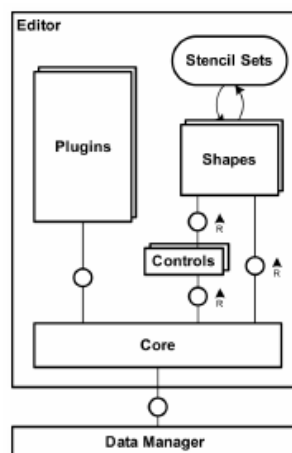 Editor
Stencil Sets
Plugins
Shapes
R
Controls
R
R
Core
Data Manager